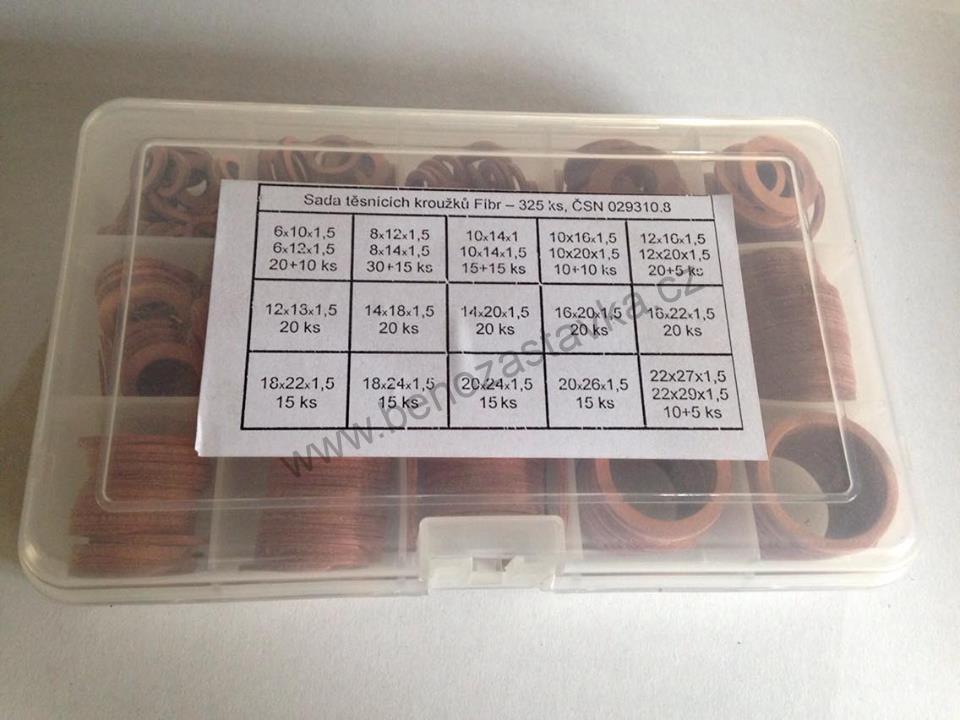 Sada těsnicích kroužků Fíbr – 325 ks, ČSN 029310.8
6x10x1,5
6x12x1,5
20+10 ks
8x12x1,5
8x14x1,5
30+15 ks
10x14x1
10x14x1,5
15+15 ks
10x16x1,5
10x20x1,5
10+10 ks
12x16x1,5
12x20x1,5
20+5 ks
12x13x1,5
20 ks
14x18x1,5
20 ks
14x20x1,5
20 ks
16x20x1,5
20 ks
16x22x1,5
20 ks
18x22x1,5
15 ks
18x24x1,5
15 ks
20x24x1,5
15 ks
20x26x1,5
15 ks
22x27x1,5
22x29x1,5
10+5 ks
www.benozastavka.cz